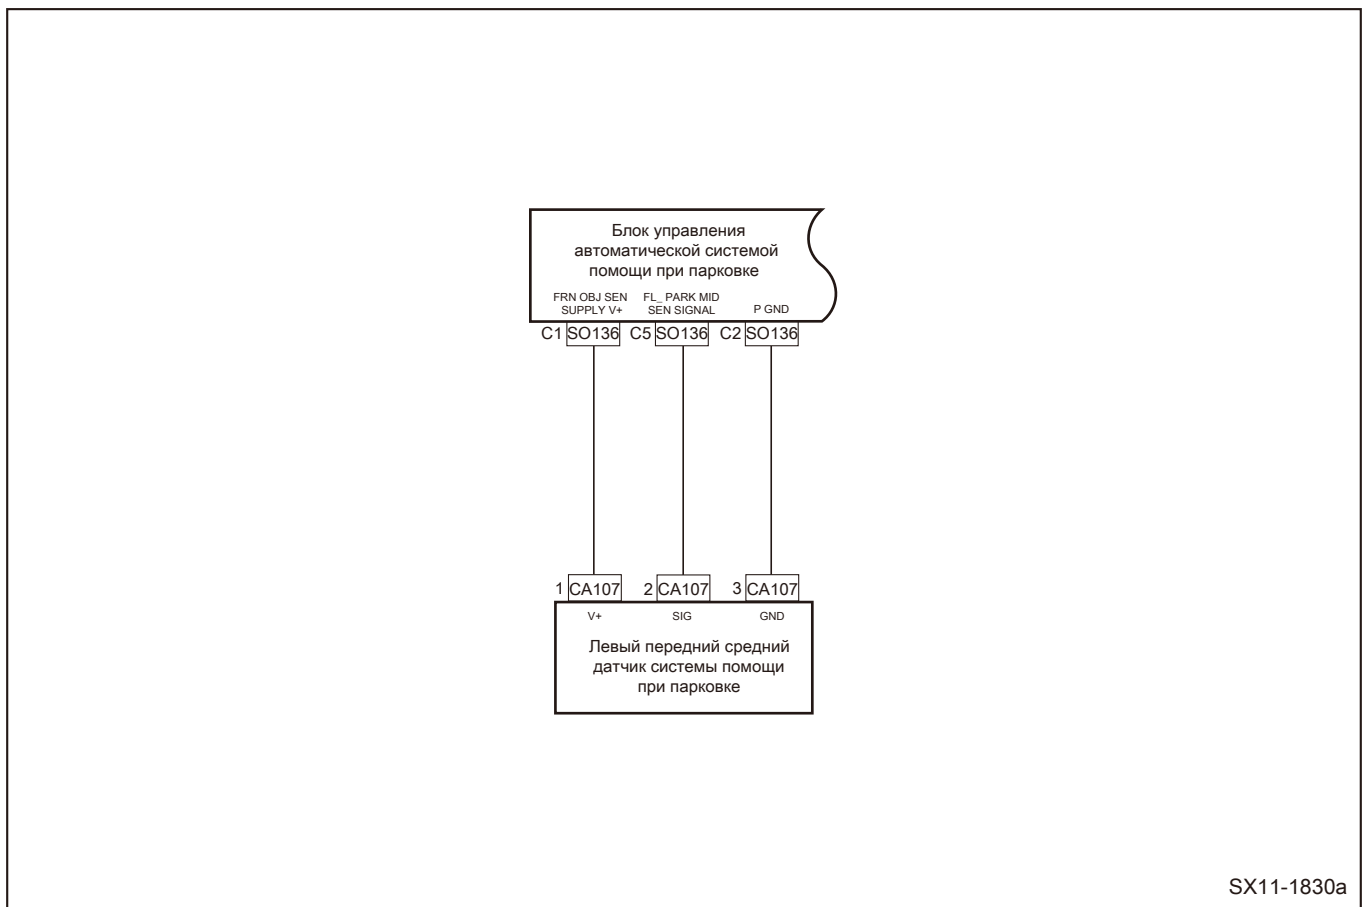 Блок управления
автоматической системой
помощи при парковке
FRN OBJ SEN
SUPPLY V+
FL_ PARK MID
SEN SIGNAL
P GND
C1 SO136 C5 SO136 C2 SO136
1 CA107 2 CA107 3 CA107
V+ SIG GND
Левый передний средний
датчик системы помощи
при парковке
SX11-1830a